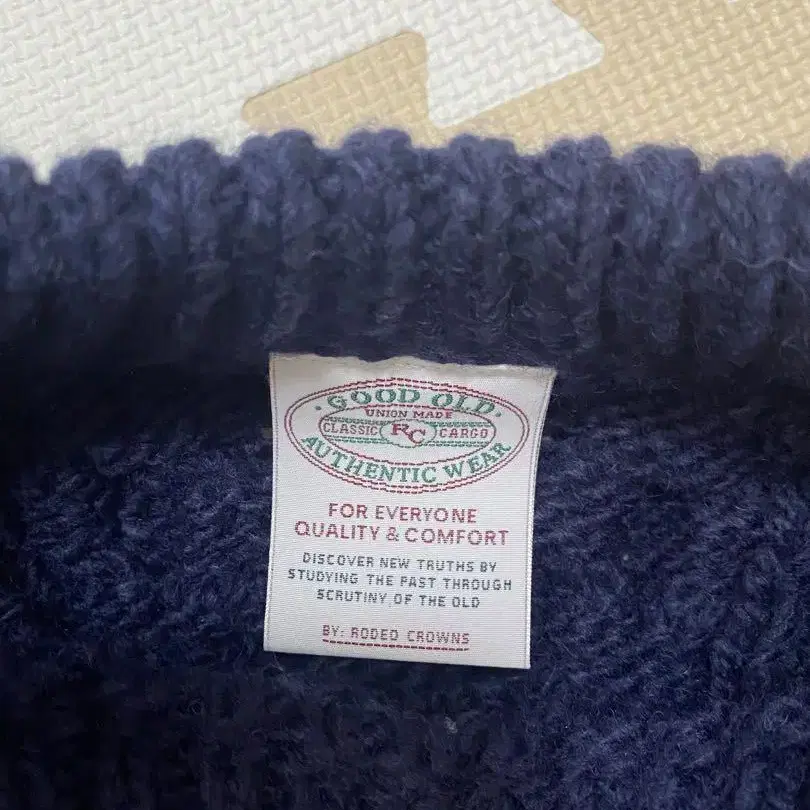 · GOOD OLD ·
UNION MADE
CLASSIC RC CARGO
AUTHENTIC WEAR
FOR EVERYONE
QUALITY & COMFORT
DISCOVER NEW TRUTHS BY
STUDYING THE PAST THROUGH
SCRUTINY OF THE OLD
BY: RODEO CROWNS